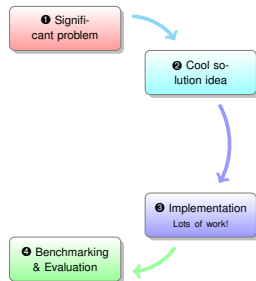 ❶ Signifi-
cant problem
❷ Cool so-
lution idea
❸ Implementation
Lots of work!
❹ Benchmarking
& Evaluation